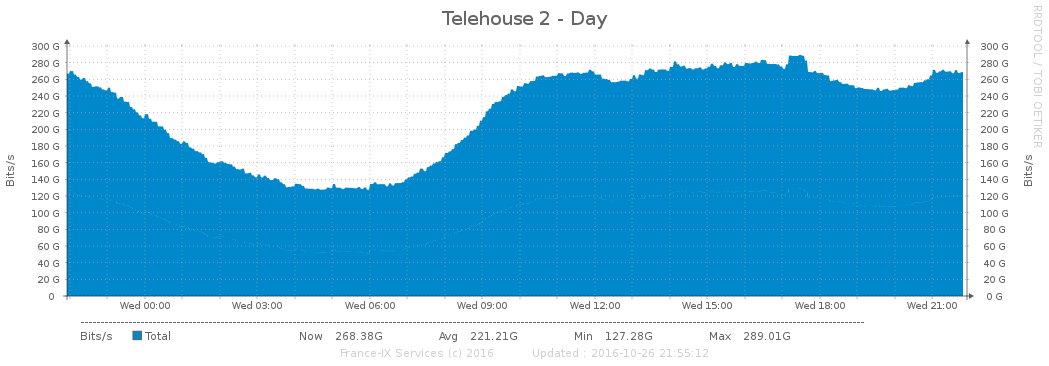 Telehouse 2 - Day
RRDTOOL / TOBI OETIKER
Bits/s
300 G
280 G
260 G
240 G
220 G
200 G
180 G
160 G
140 G
120 G
100 G
80 G
60 G
40 G
20 G
0
300 G
280 G
260 G
240 G
220 G
200 G
180 G
160 G
140 G
120 G
100 G
80 G
60 G
40 G
20 G
0 G
Bits/s
Wed 00:00 Wed 03:00 Wed 06:00 Wed 09:00 Wed 12:00 Wed 15:00 Wed 18:00 Wed 21:00
Bits/s Total Now 268.38G Avg 221.21G Min 127.28G Max 289.01G
France-IX Services (c) 2016 Updated : 2016-10-26 21:55:12